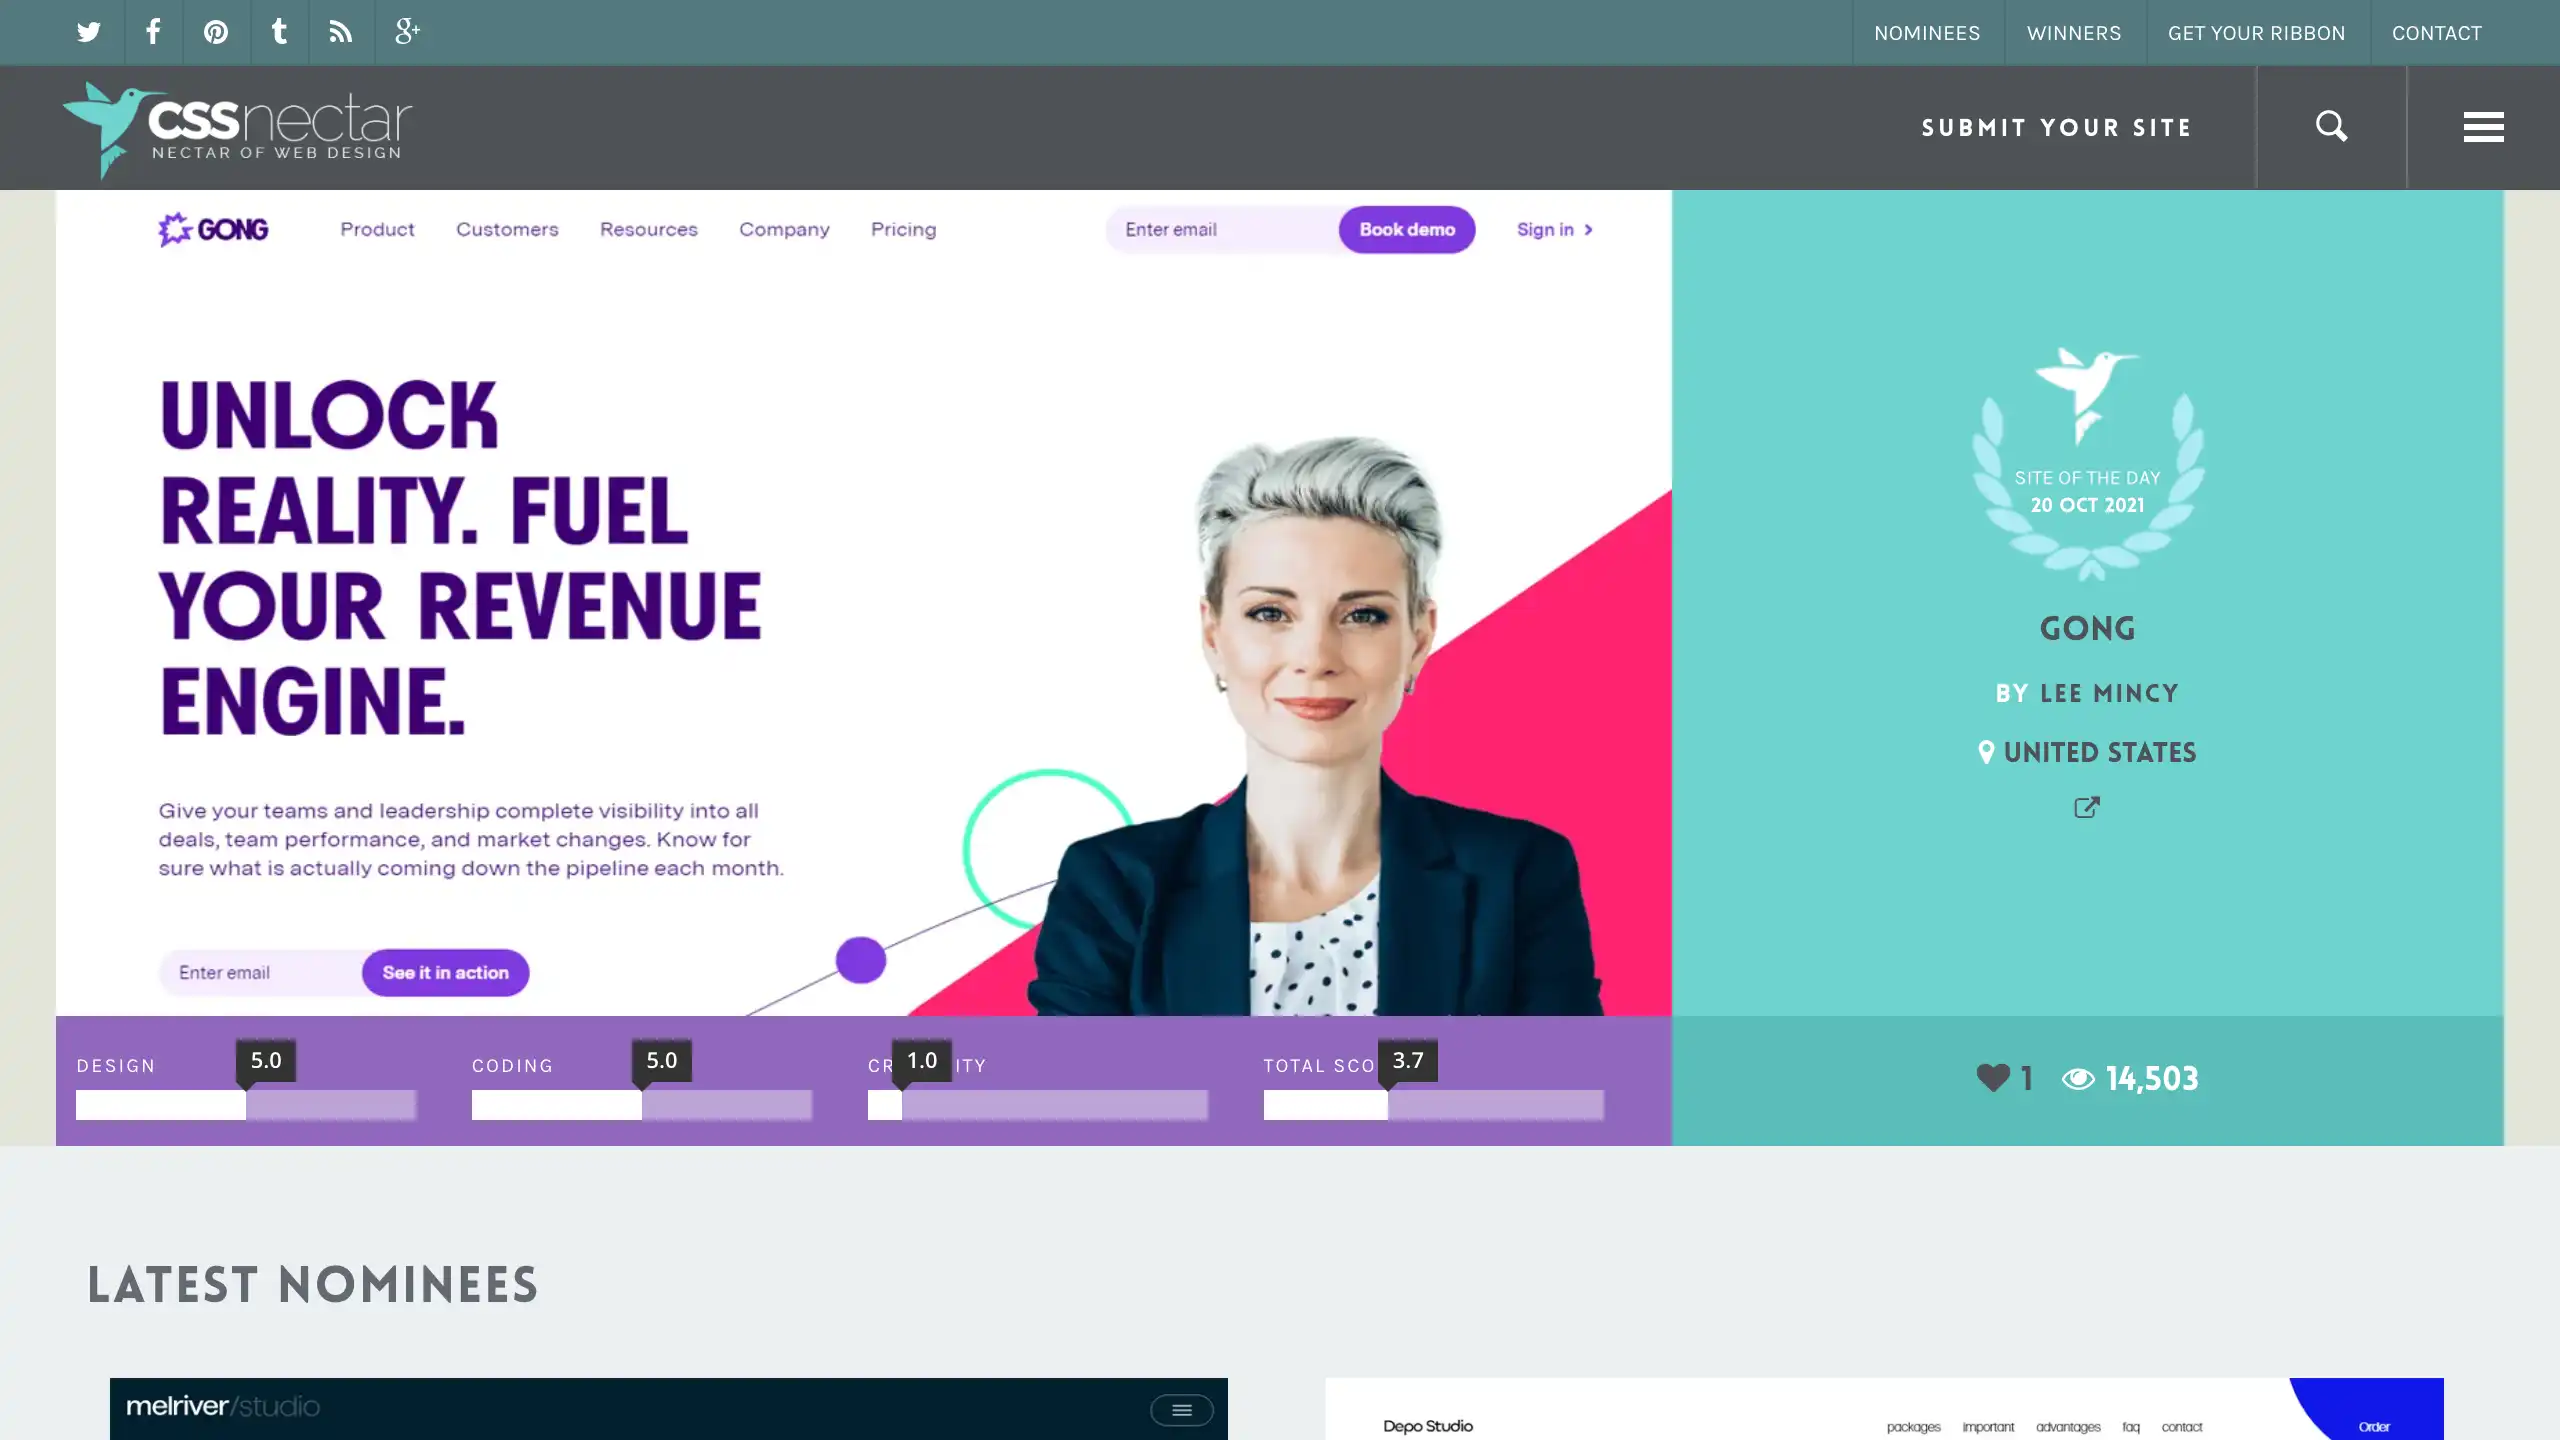 NOMINEES
WINNERS
GET YOUR RIBBON
CONTACT
CSSnectar
NECTAR OF WEB DESIGN
SUBMIT YOUR SITE
GONG
Product
Customers
Resources
Company
Pricing
Enter email
Book demo
Sign in
UNLOCK
REALITY. FUEL
YOUR REVENUE
ENGINE.
Give your teams and leadership complete visibility into all
deals, team performance, and market changes. Know for
sure what is actually coming down the pipeline each month.
Enter email
See it in action
SITE OF THE DAY
20 OCT 2021
GONG
BY LEE MINCY
UNITED STATES
DESIGN
5.0
CODING
5.0
1.0
3.7
1
14,503
LATEST NOMINEES
melriver/studio
Depo Studio
packages
important
advantages
faq
contact
Order